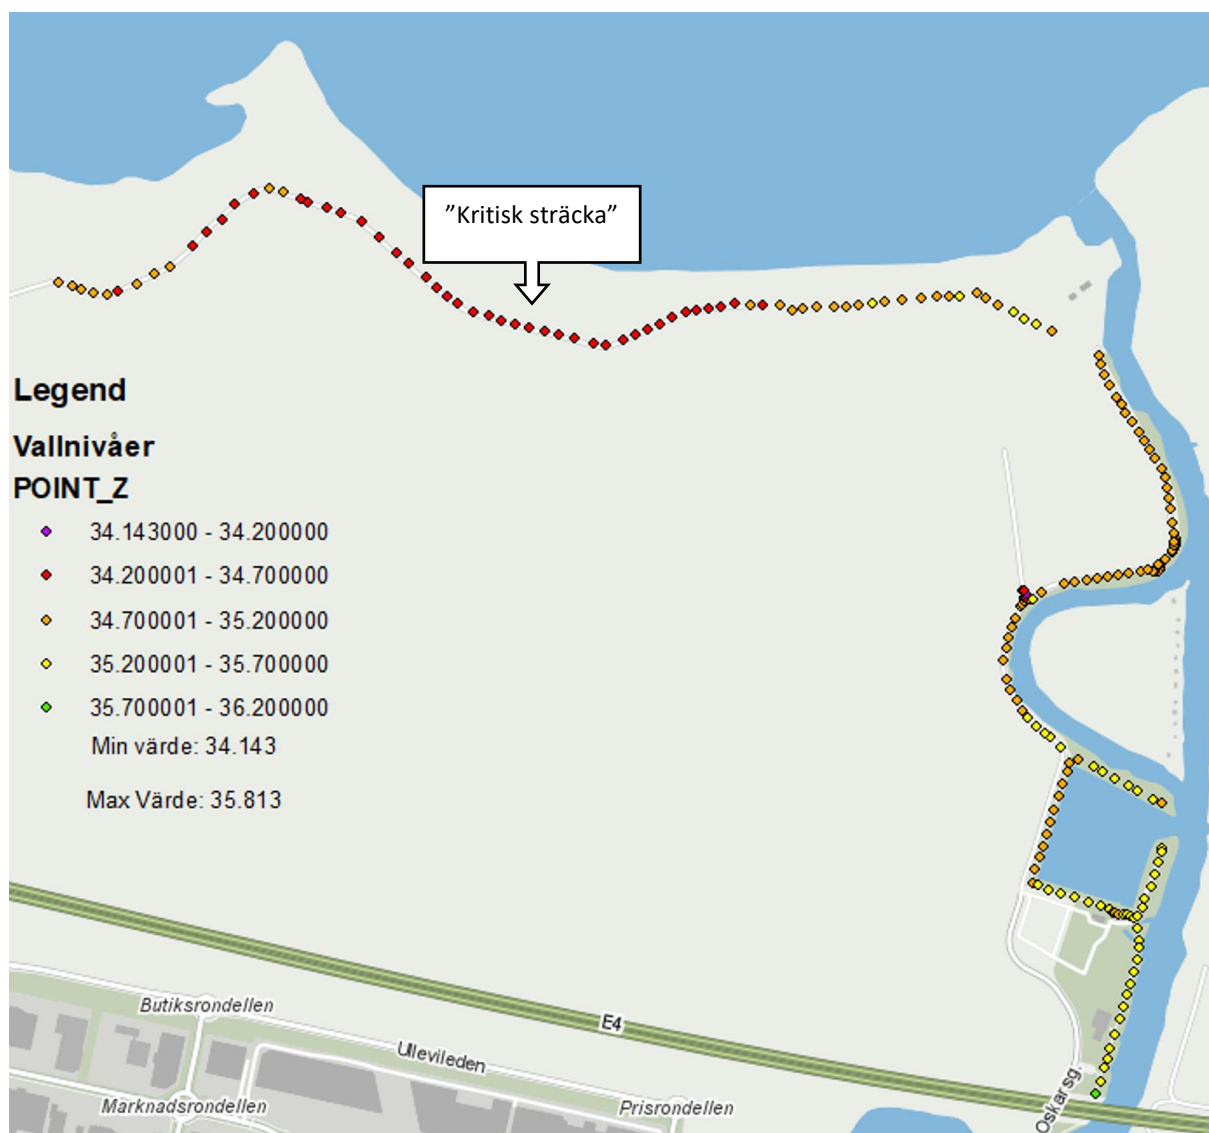 ”Kritisk sträcka”
Legend
Vallnivåer
POINT_Z
34.143000 - 34.200000
34.200001 - 34.700000
34.700001 - 35.200000
35.200001 - 35.700000
35.700001 - 36.200000
Min värde: 34.143
Max Värde: 35.813
Butiksrondellen
E4
Ullevileden
Oskarsg.
Marknadsrondellen
Prisrondellen